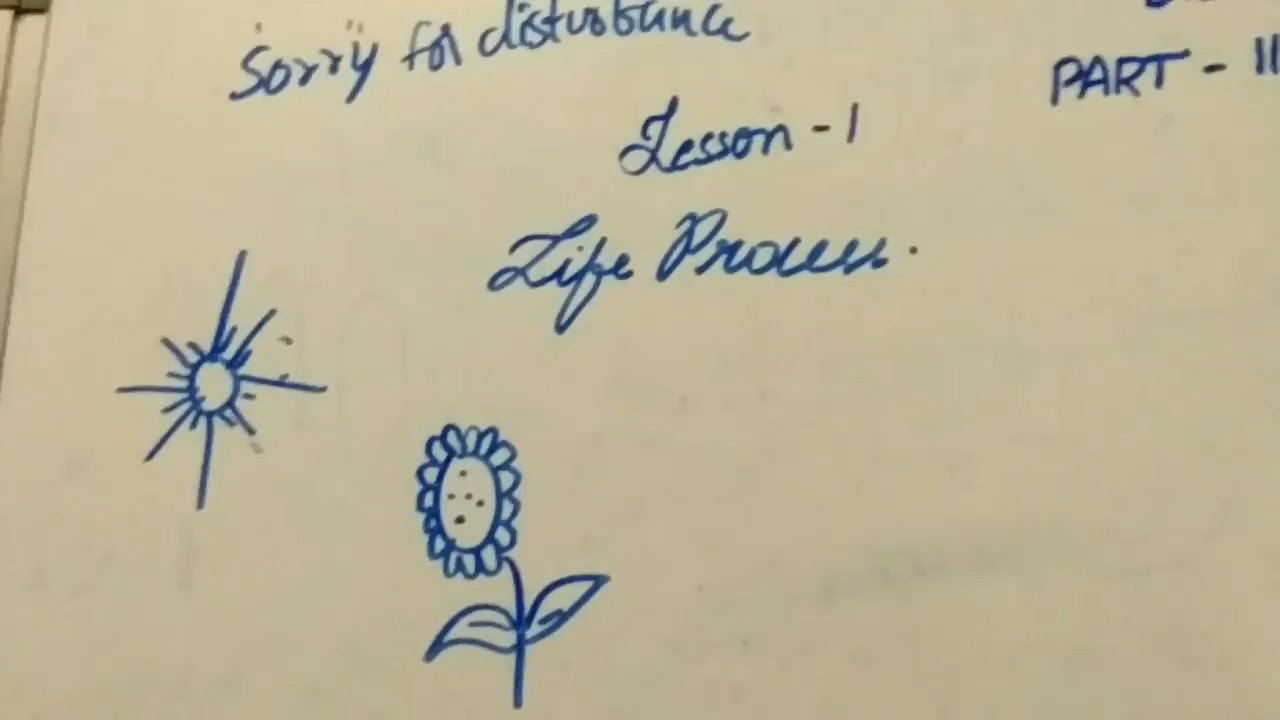 Sorry for disturbance
PART - II
Lesson - 1
Life Process.